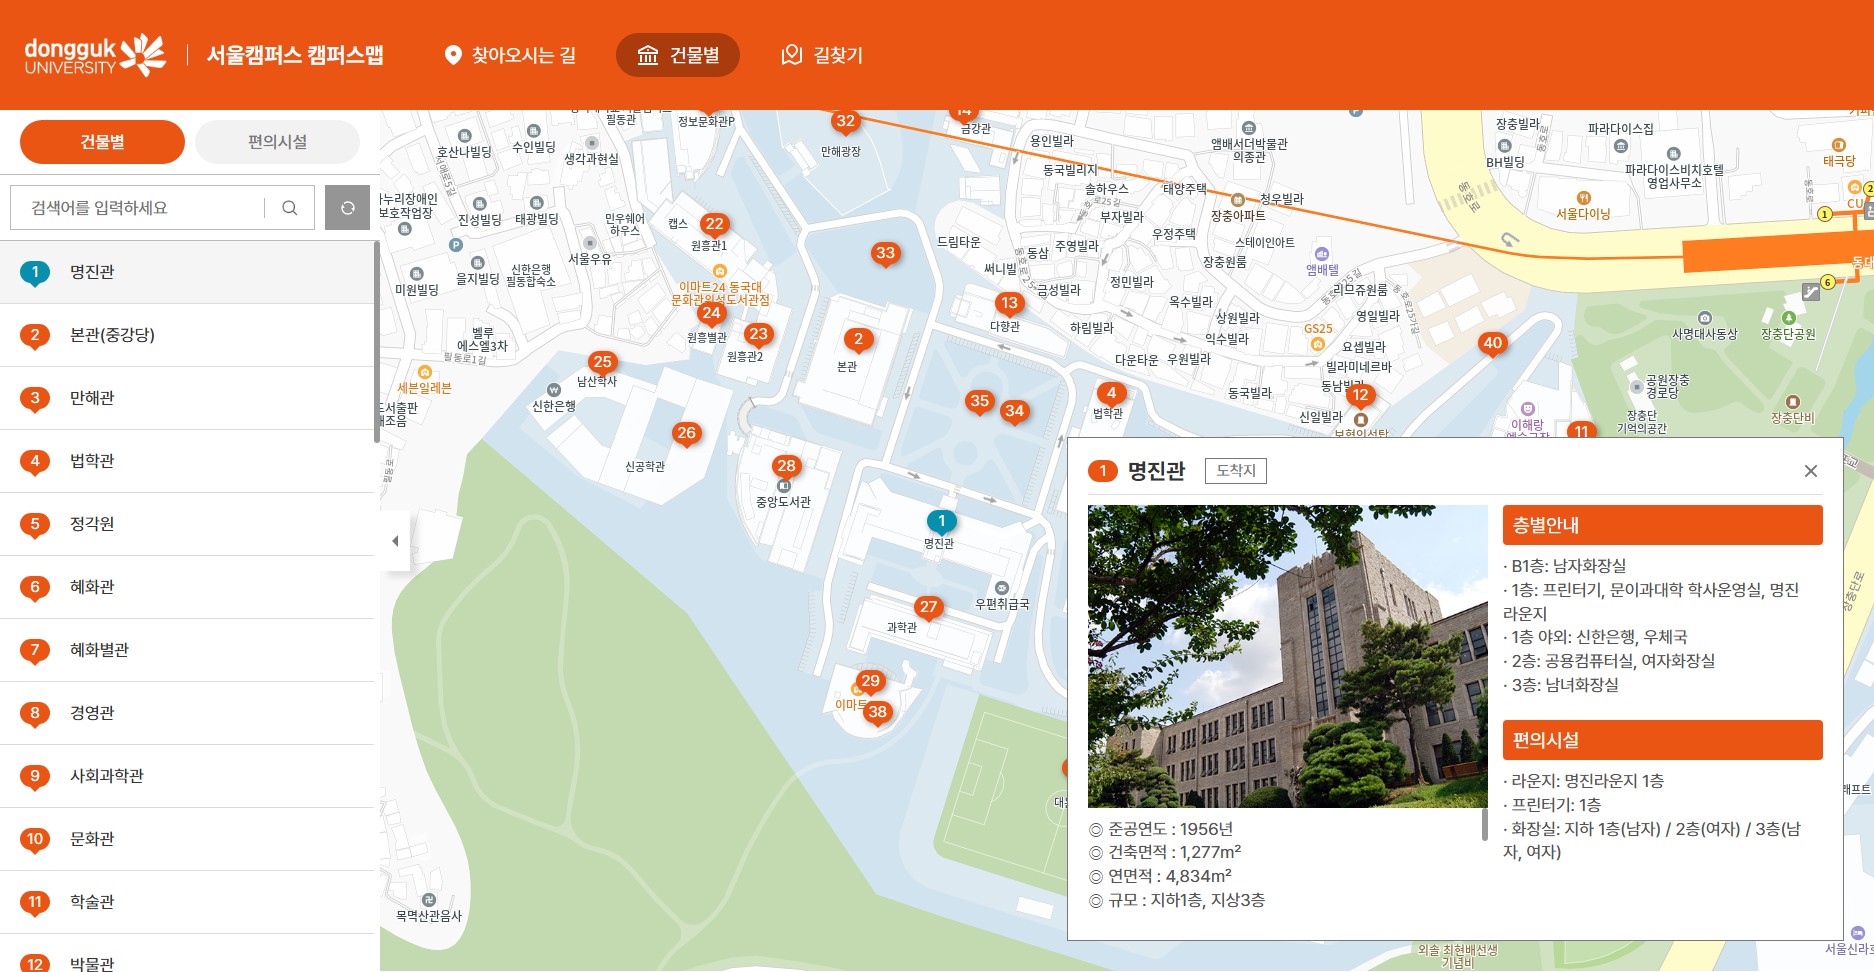 dongguk
UNIVERSITY
서울캠퍼스 캠퍼스맵
찾아오시는 길
건물별
길찾기
건물별
편의시설
검색어를 입력하세요
1 명진관
2 본관(중강당)
3 만해관
4 법학관
5 정각원
6 혜화관
7 혜화별관
8 경영관
9 사회과학관
10 문화관
11 학술관
12 박물관
필동관
정보문화관P
32
만해광장
14
금강관
용인빌라
앰배서더박물관
의종관
장충빌라
파라다이스집
BH빌딩
파라다이스비치호텔
영업사무소
태극당
호산나빌딩
수인빌딩
생각과현실
동국빌리지
솔하우스
태양주택
청우빌라
서울다이닝
CU
2
1
누리장애인
보호작업장
진성빌딩
태광빌딩
민우쉐어
하우스
캡스
22
원흥관1
부자빌라
장충아파트
우정주택
스테이인아트
동호로
P
을지빌딩
서울우유
33
드림타운
동삼
주영빌라
장충원룸
앰배텔
미원빌딩
신한은행
필동합숙소
이마트24 동국대
문화관의성도서관점
써니빌
금성빌라
정민빌라
옥수빌라
리브쥬원룸
6
24
원흥별관
23
원흥관2
13
다향관
하림빌라
상원빌라
익수빌라
영일빌라
GS25
사명대사동상
장충단공원
벨루
에스엘3차
필동로1길
2
본관
다운타운
우원빌라
요셉빌라
빌라미네르바
40
25
남산학사
세븐일레븐
신한은행
동국빌라
12
신일빌라
공원장충
경로당
도서출판
35
34
4
법학관
장충단
기억의공간
장충단비
이해랑
11
26
신공학관
28
중앙도서관
1
명진관
우편취급국
27
과학관
29
이마트
38
목멱산관음사
장충단로
외솔 최현배선생
기념비
1 명진관 도착지
층별안내
· B1층: 남자화장실
· 1층: 프린터기, 문이과대학 학사운영실, 명진
라운지
· 1층 야외: 신한은행, 우체국
· 2층: 공용컴퓨터실, 여자화장실
· 3층: 남녀화장실
편의시설
· 라운지: 명진라운지 1층
· 프린터기: 1층
· 화장실: 지하 1층(남자) / 2층(여자) / 3층(남
자, 여자)
◎ 준공연도 : 1956년
◎ 건축면적 : 1,277m²
◎ 연면적 : 4,834m²
◎ 규모 : 지하1층, 지상3층